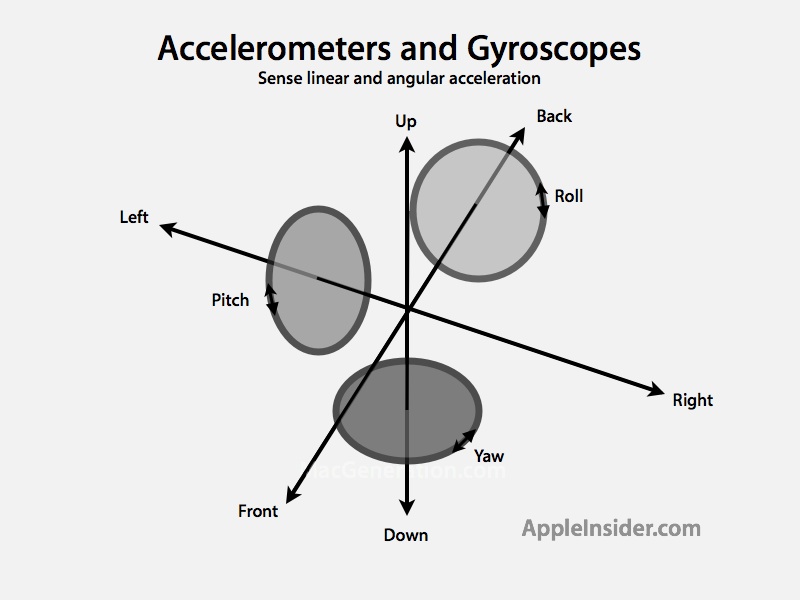 Accelerometers and Gyroscopes
Sense linear and angular acceleration
Up
Back
Roll
Left
Pitch
Right
Yaw
MacGeneration.com
Front
Down
AppleInsider.com